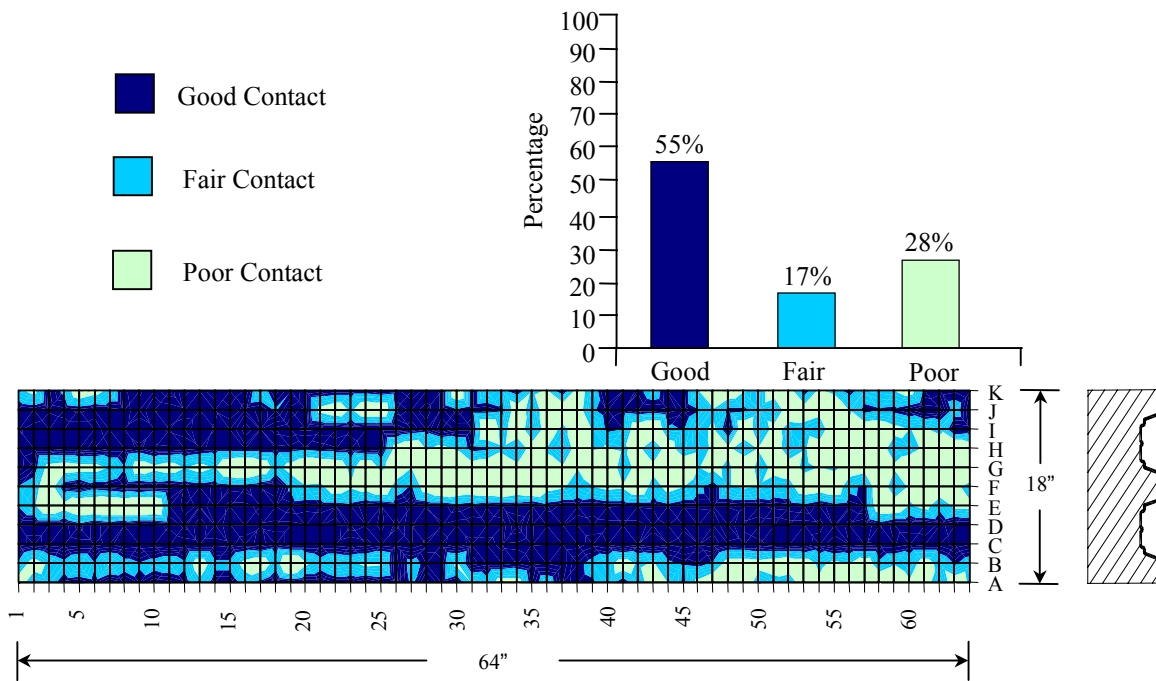 Good Contact
Fair Contact
Poor Contact
Percentage
100
90
80
70
60
50
40
30
20
10
0
55%
17%
28%
Good Fair Poor
K
J
I
H
G
F
E
D
C
B
A
18”
1 5 10 15 20 25 30 35 40 45 50 55 60
64”